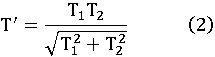 T′ = T₁T₂ / √(T₁² + T₂²) (2)